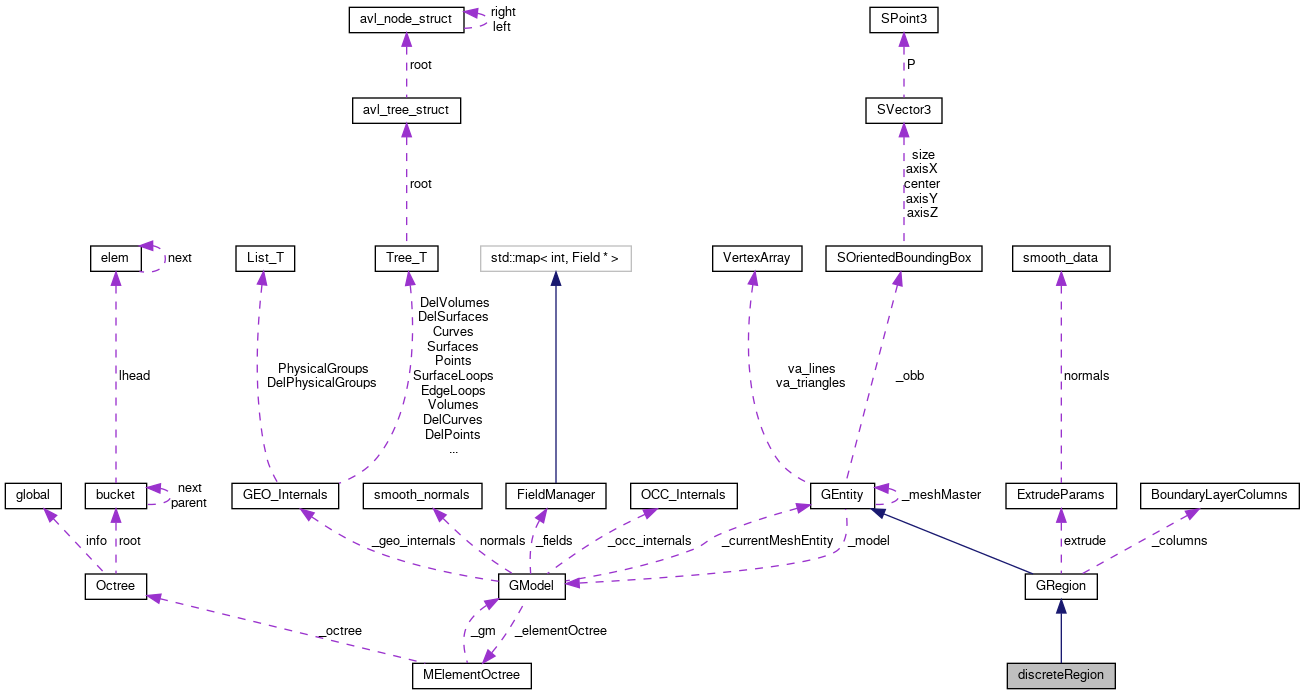 avl_node_struct
right
left
SPoint3
root
P
avl_tree_struct
SVector3
root
size
axisX
center
axisY
axisZ
elem
next
List_T
Tree_T
std::map< int, Field * >
VertexArray
SOrientedBoundingBox
smooth_data
lhead
PhysicalGroups
DelPhysicalGroups
DelVolumes
DelSurfaces
Curves
Surfaces
Points
SurfaceLoops
EdgeLoops
Volumes
DelCurves
DelPoints
...
va_lines
va_triangles
_obb
normals
global
bucket
next
parent
GEO_Internals
smooth_normals
FieldManager
OCC_Internals
GEntity
_meshMaster
ExtrudeParams
BoundaryLayerColumns
info
root
_geo_internals
normals
_fields
_occ_internals
_currentMeshEntity
_model
extrude
_columns
Octree
GModel
GRegion
_octree
_gm
_elementOctree
MElementOctree
discreteRegion